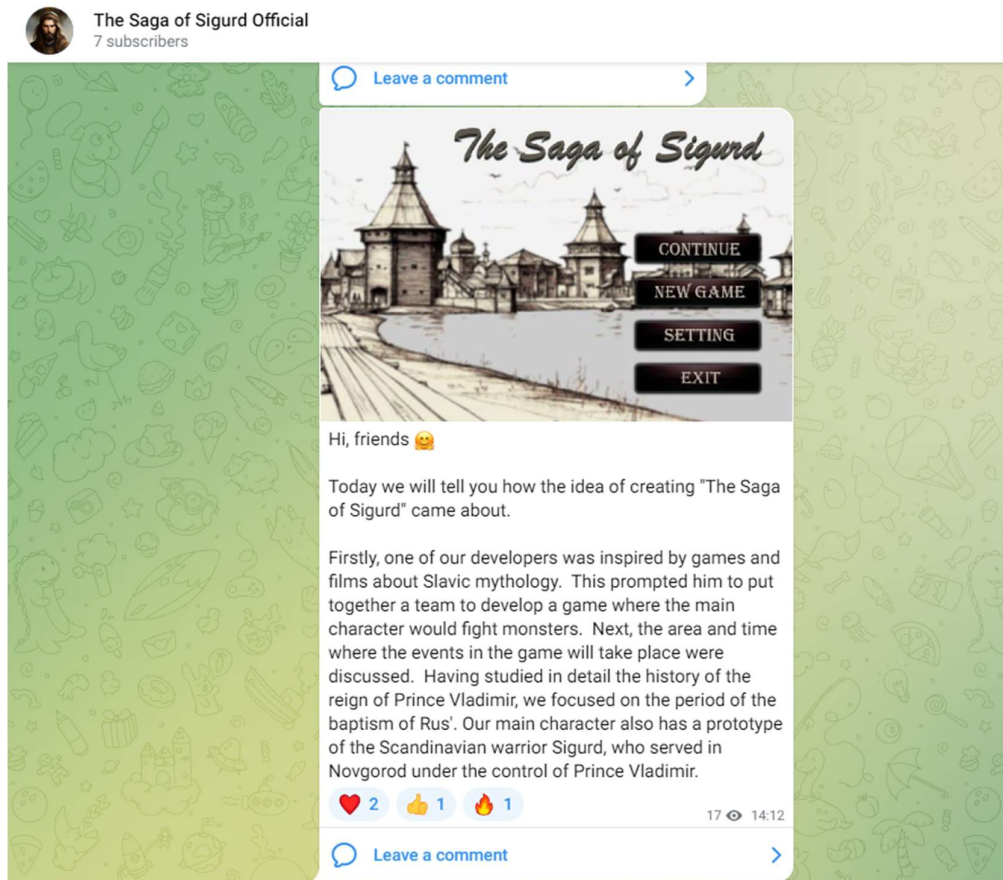 The Saga of Sigurd Official
7 subscribers
Leave a comment
The Saga of Sigurd
CONTINUE
NEW GAME
SETTING
EXIT
Hi, friends 🤗
Today we will tell you how the idea of creating "The Saga
of Sigurd" came about.
Firstly, one of our developers was inspired by games and
films about Slavic mythology.  This prompted him to put
together a team to develop a game where the main
character would fight monsters.  Next, the area and time
where the events in the game will take place were
discussed.  Having studied in detail the history of the
reign of Prince Vladimir, we focused on the period of the
baptism of Rus'. Our main character also has a prototype
of the Scandinavian warrior Sigurd, who served in
Novgorod under the control of Prince Vladimir.
❤️ 2 👍 1 🔥 1
17 14:12
Leave a comment